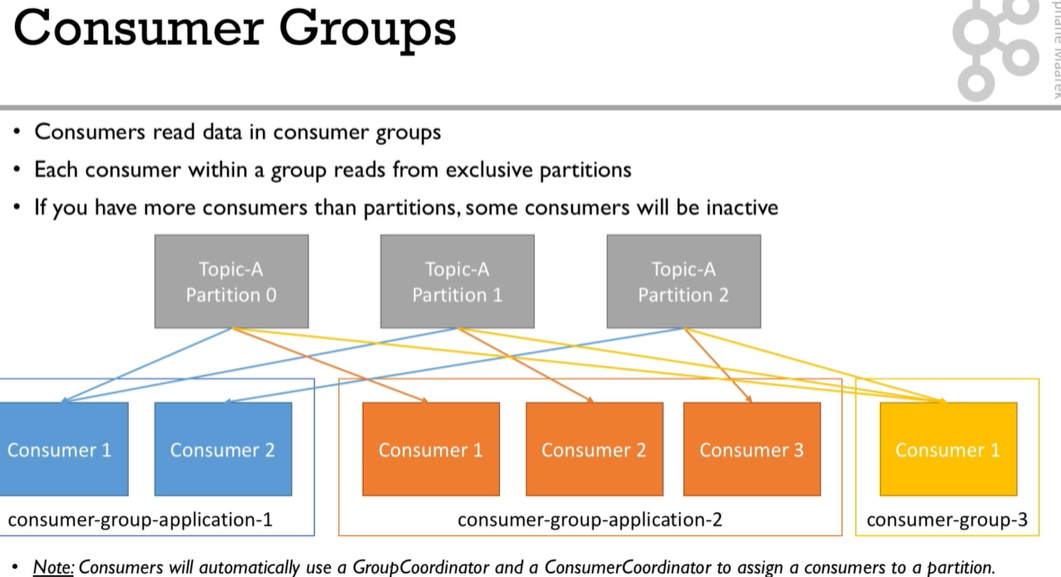 Consumer Groups
• Consumers read data in consumer groups
• Each consumer within a group reads from exclusive partitions
• If you have more consumers than partitions, some consumers will be inactive
Topic-A
Partition 0
Topic-A
Partition 1
Topic-A
Partition 2
Consumer 1
Consumer 2
consumer-group-application-1
Consumer 1
Consumer 2
Consumer 3
consumer-group-application-2
Consumer 1
consumer-group-3
• Note: Consumers will automatically use a GroupCoordinator and a ConsumerCoordinator to assign a consumers to a partition.